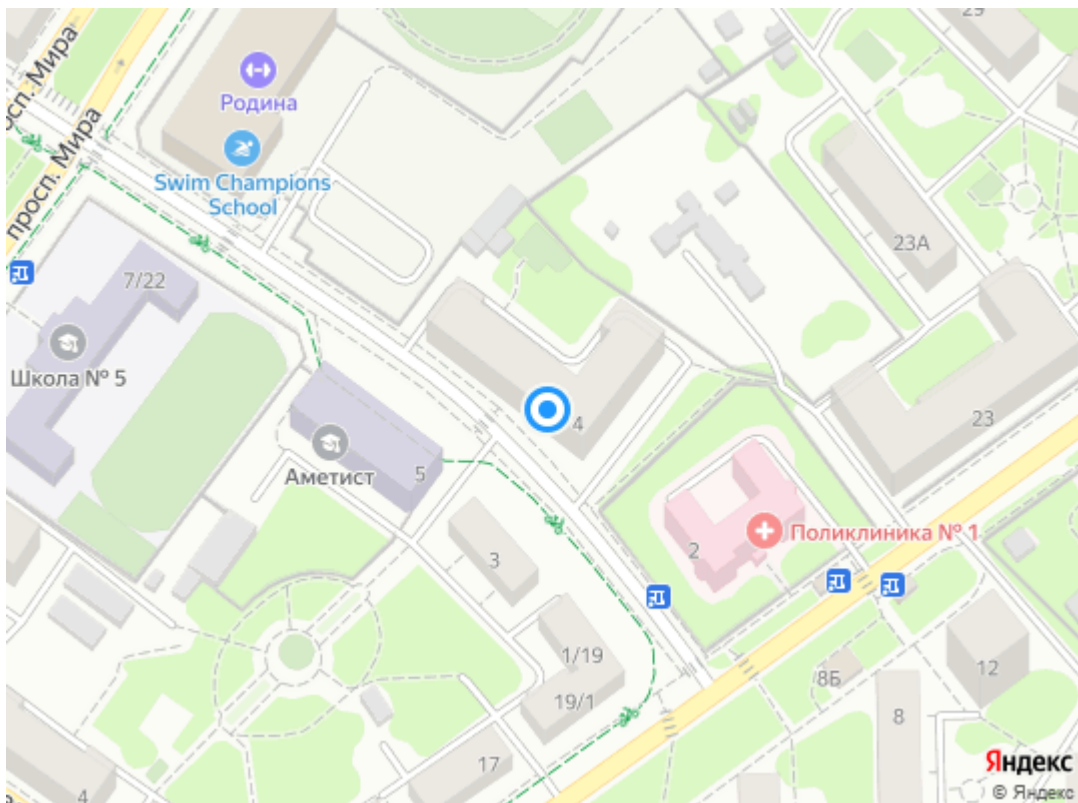 29
осп. Мира
просп. Мира
Родина
Swim Champions
School
23А
7/22
Школа № 5
4
23
Аметист
5
Поликлиника № 1
2
3
1/19
19/1
8Б
12
8
17
4
Яндекс
© Яндекс